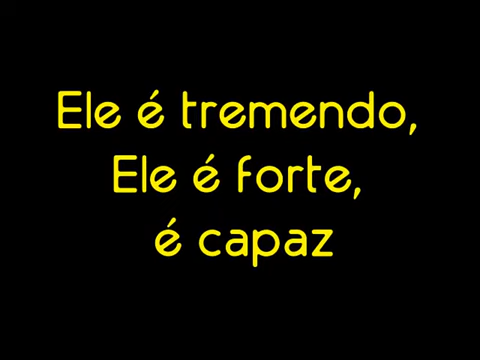 Ele é tremendo,
Ele é forte,
é capaz